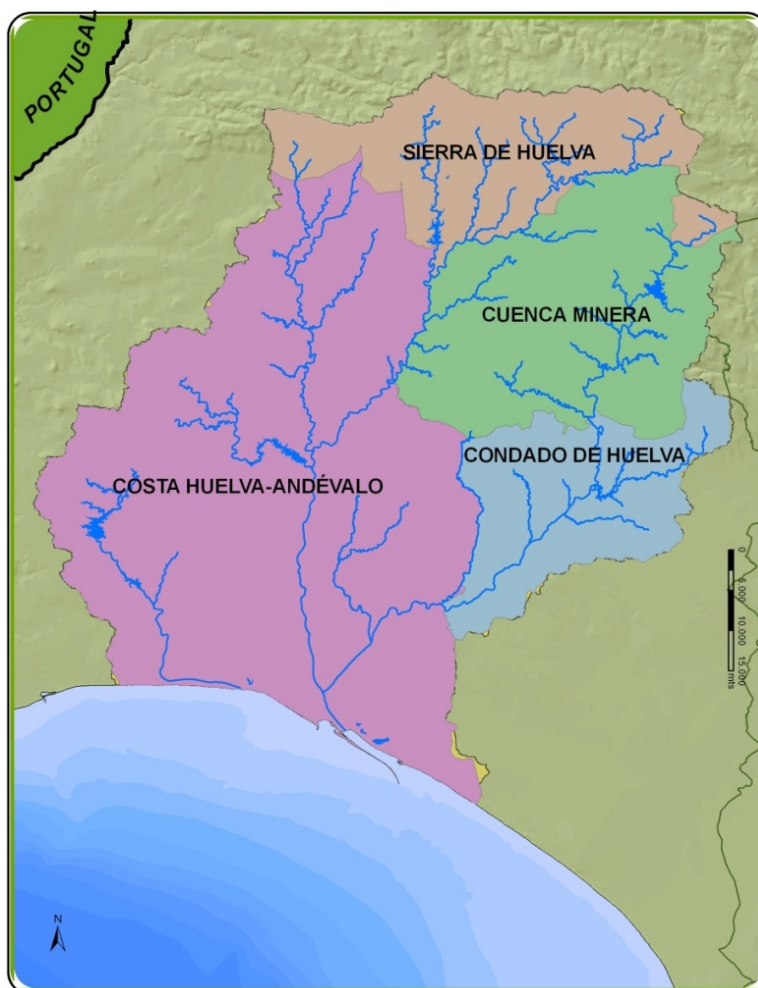 PORTUGAL
SIERRA DE HUELVA
CUENCA MINERA
CONDADO DE HUELVA
COSTA HUELVA-ANDÉVALO
0
5.000
10.000
15.000
mts
N